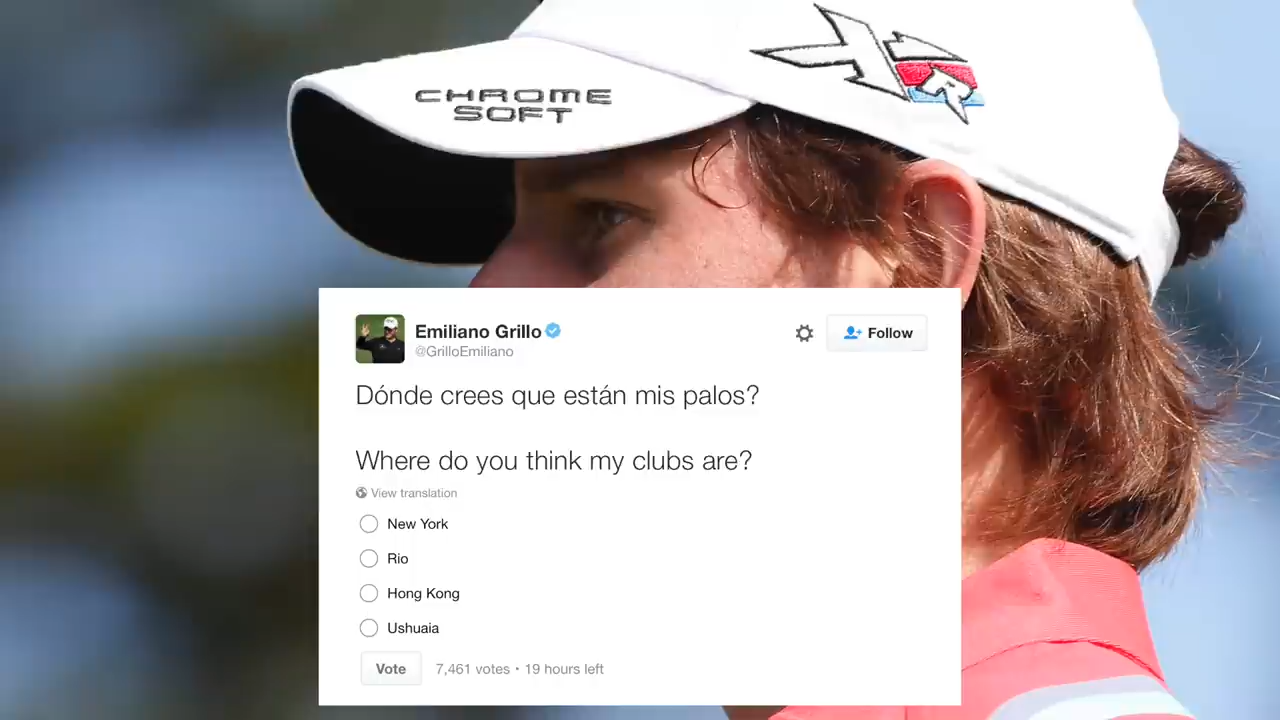 CHROME
SOFT
XR
Emiliano Grillo
@GrilloEmiliano
Follow
Dónde crees que están mis palos?
Where do you think my clubs are?
View translation
New York
Rio
Hong Kong
Ushuaia
Vote
7,461 votes • 19 hours left